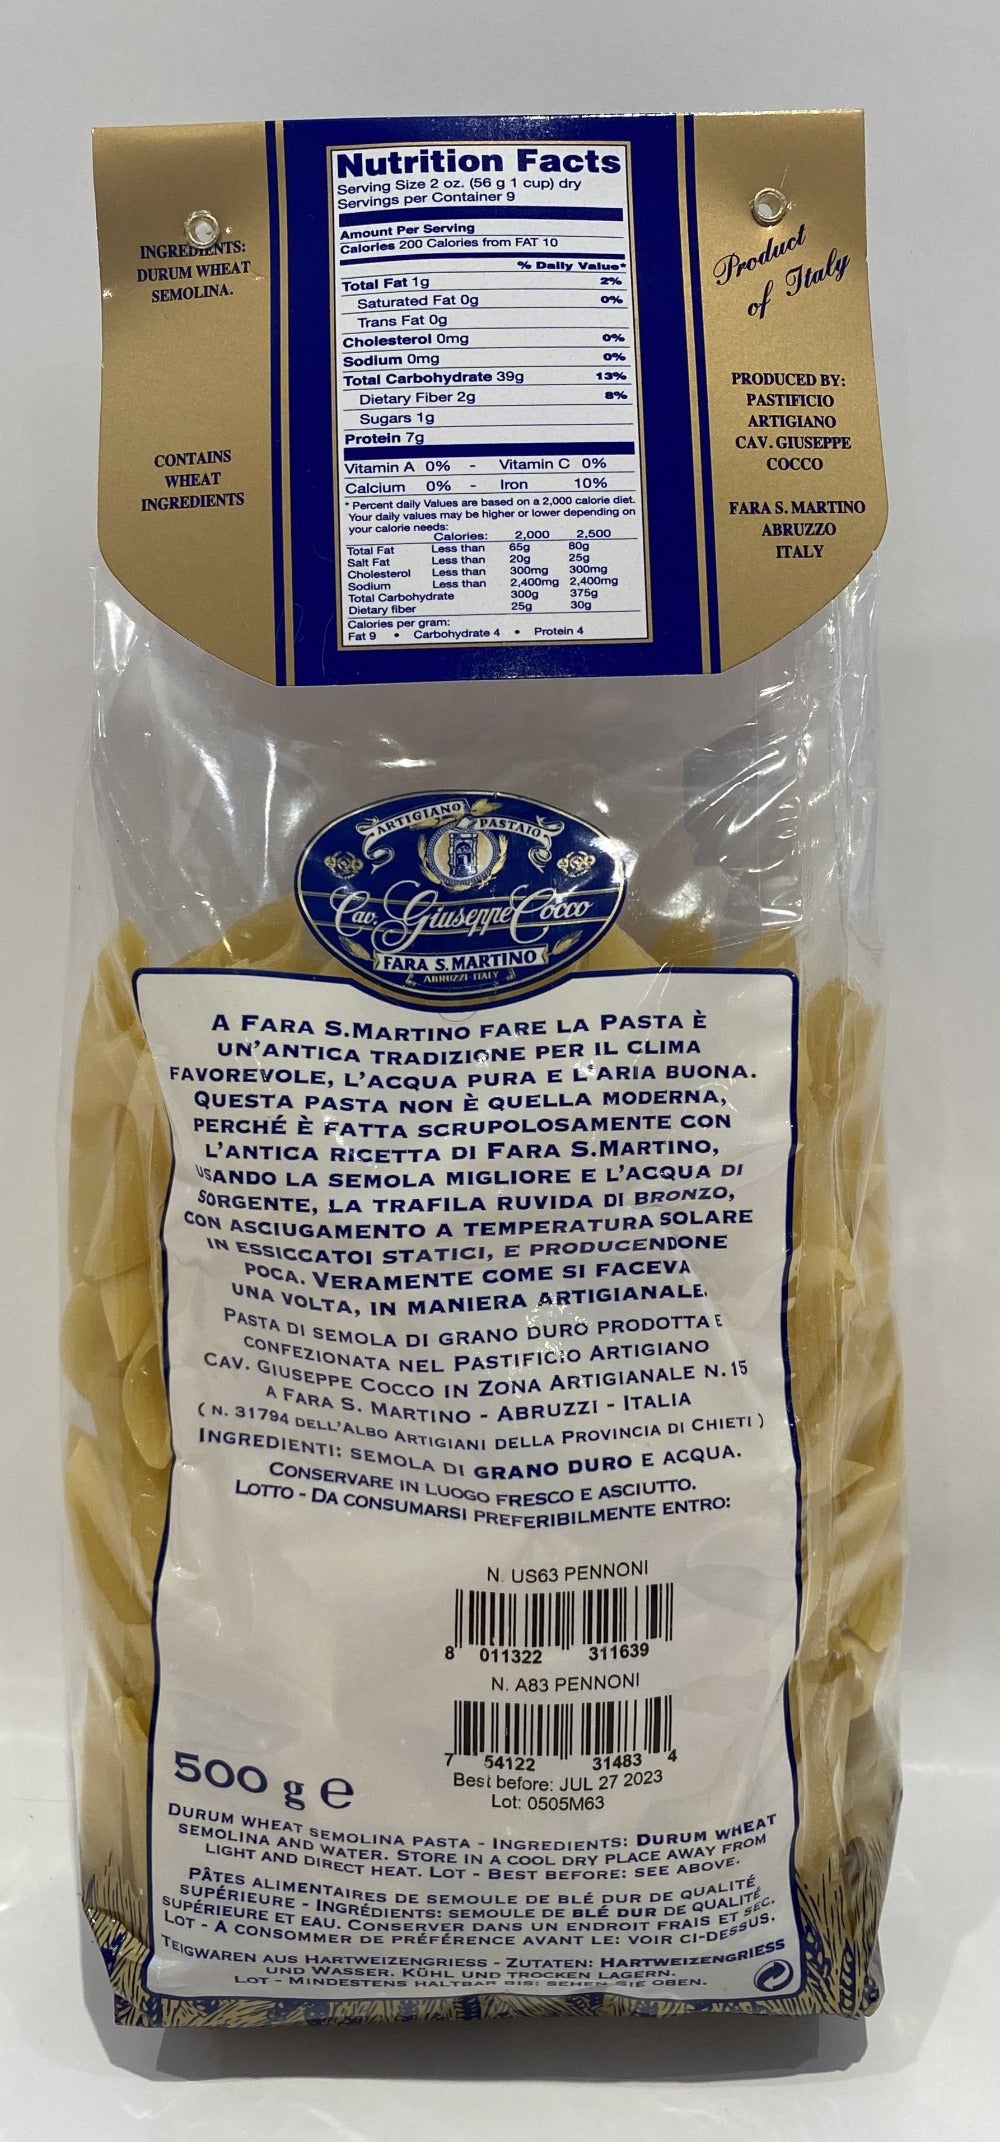 Nutrition Facts
Serving Size 2 oz. (56 g 1 cup) dry
Servings per Container 9
Amount Per Serving
Calories 200 Calories from FAT 10
% Daily Value*
Total Fat 1g 2%
Saturated Fat 0g 0%
Trans Fat 0g
Cholesterol 0mg 0%
Sodium 0mg 0%
Total Carbohydrate 39g 13%
Dietary Fiber 2g 8%
Sugars 1g
Protein 7g
Vitamin A 0% - Vitamin C 0%
Calcium 0% - Iron 10%
* Percent daily Values are based on a 2,000 calorie diet.
Your daily values may be higher or lower depending on
your calorie needs:
Calories: 2,000 2,500
Total Fat Less than 65g 80g
Salt Fat Less than 20g 25g
Cholesterol Less than 300mg 300mg
Sodium Less than 2,400mg 2,400mg
Total Carbohydrate 300g 375g
Dietary fiber 25g 30g
Calories per gram:
Fat 9 • Carbohydrate 4 • Protein 4
INGREDIENTS:
DURUM WHEAT
SEMOLINA.
CONTAINS
WHEAT
INGREDIENTS
Product
of Italy
PRODUCED BY:
PASTIFICIO
ARTIGIANO
CAV. GIUSEPPE
COCCO
FARA S. MARTINO
ABRUZZO
ITALY
ARTIGIANO PASTAIO
Cav. Giuseppe Cocco
FARA S. MARTINO
ABRUZZI-ITALY
A FARA S.MARTINO FARE LA PASTA È
UN'ANTICA TRADIZIONE PER IL CLIMA
FAVOREVOLE, L'ACQUA PURA E L'ARIA BUONA.
QUESTA PASTA NON È QUELLA MODERNA,
PERCHÉ È FATTA SCRUPOLOSAMENTE CON
L'ANTICA RICETTA DI FARA S.MARTINO,
USANDO LA SEMOLA MIGLIORE E L'ACQUA DI
SORGENTE, LA TRAFILA RUVIDA DI BRONZO,
CON ASCIUGAMENTO A TEMPERATURA SOLARE
IN ESSICCATOI STATICI, E PRODUCENDONE
POCA. VERAMENTE COME SI FACEVA
UNA VOLTA, IN MANIERA ARTIGIANALE.
PASTA DI SEMOLA DI GRANO DURO PRODOTTA E
CONFEZIONATA NEL PASTIFICIO ARTIGIANO
CAV. GIUSEPPE COCCO IN ZONA ARTIGIANALE N. 15
A FARA S. MARTINO - ABRUZZI - ITALIA
( N. 31794 DELL'ALBO ARTIGIANI DELLA PROVINCIA DI CHIETI )
INGREDIENTI: SEMOLA DI GRANO DURO E ACQUA.
CONSERVARE IN LUOGO FRESCO E ASCIUTTO.
LOTTO - DA CONSUMARSI PREFERIBILMENTE ENTRO:
N. US63 PENNONI
8 011322 311639
N. A83 PENNONI
7 54122 31483 4
Best before: JUL 27 2023
Lot: 0505M63
500 g e
DURUM WHEAT SEMOLINA PASTA - INGREDIENTS: DURUM WHEAT
SEMOLINA AND WATER. STORE IN A COOL DRY PLACE AWAY FROM
LIGHT AND DIRECT HEAT. LOT - BEST BEFORE: SEE ABOVE.
PÂTES ALIMENTAIRES DE SEMOULE DE BLÉ DUR DE QUALITÉ
SUPÉRIEURE - INGRÉDIENTS: SEMOULE DE BLÉ DUR DE QUALITÉ
SUPÉRIEURE ET EAU. CONSERVER DANS UN ENDROIT FRAIS ET SEC.
LOT - A CONSOMMER DE PRÉFÉRENCE AVANT LE: VOIR CI-DESSUS.
TEIGWAREN AUS HARTWEIZENGRIESS - ZUTATEN: HARTWEIZENGRIESS
UND WASSER. KÜHL UND TROCKEN LAGERN.
LOT - MINDESTENS HALTBAR BIS: SEHEN SIE OBEN.